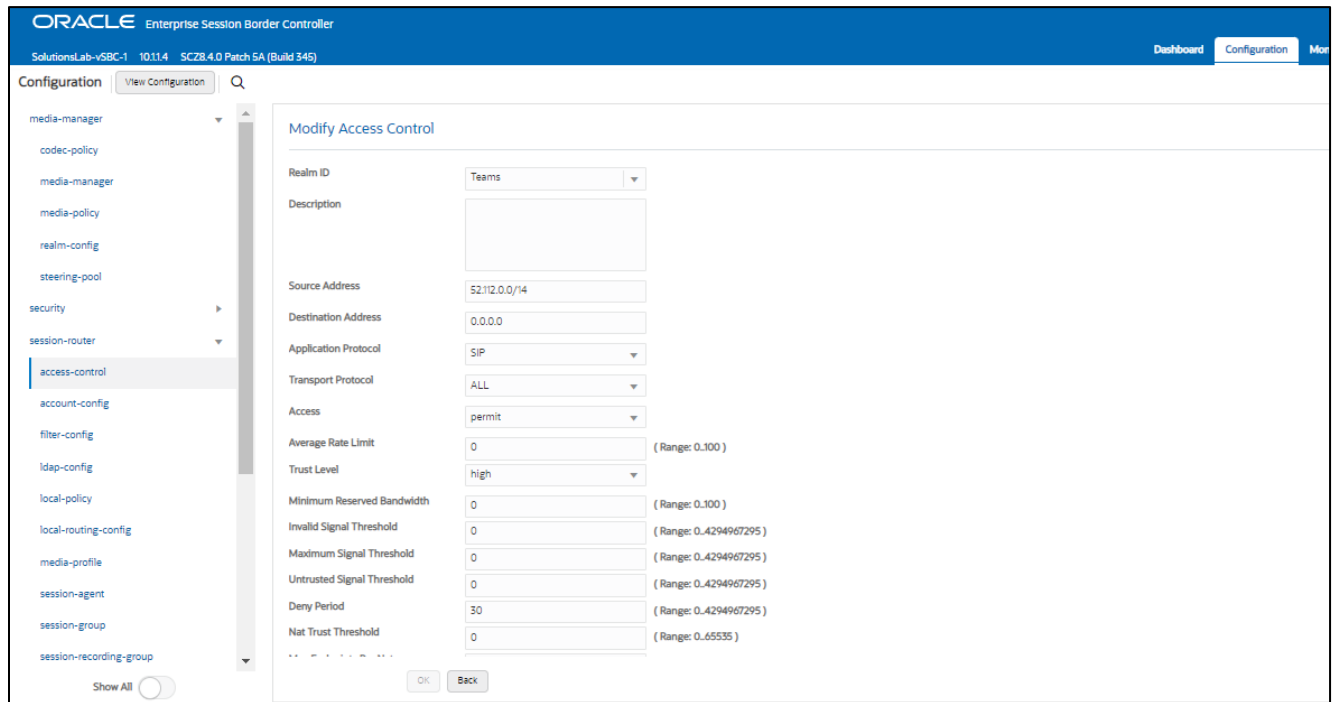 ORACLE Enterprise Session Border Controller
SolutionsLab-vSBC-1 10.1.1.4 SCZ8.4.0 Patch 5A (Build 345)
Dashboard
Configuration
Mon
Configuration
View Configuration
media-manager
codec-policy
media-manager
media-policy
realm-config
steering-pool
security
session-router
access-control
account-config
filter-config
ldap-config
local-policy
local-routing-config
media-profile
session-agent
session-group
session-recording-group
Show All
Modify Access Control
Realm ID Teams
Description
Source Address 52.112.0.0/14
Destination Address 0.0.0.0
Application Protocol SIP
Transport Protocol ALL
Access permit
Average Rate Limit 0 ( Range: 0..100 )
Trust Level high
Minimum Reserved Bandwidth 0 ( Range: 0..100 )
Invalid Signal Threshold 0 ( Range: 0..4294967295 )
Maximum Signal Threshold 0 ( Range: 0..4294967295 )
Untrusted Signal Threshold 0 ( Range: 0..4294967295 )
Deny Period 30 ( Range: 0..4294967295 )
Nat Trust Threshold 0 ( Range: 0..65535 )
OK
Back